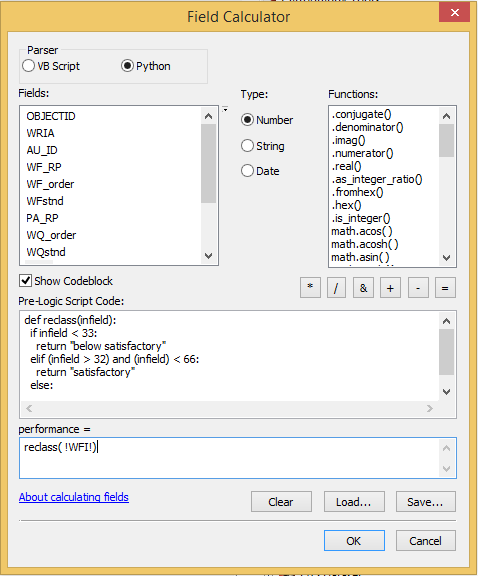 Field Calculator
Parser
VB Script
Python
Fields:
Type:
Functions:
OBJECTID
WRIA
AU_ID
WF_RP
WF_order
WFstnd
PA_RP
WQ_order
WQstnd
Number
String
Date
.conjugate()
.denominator()
.imag()
.numerator()
.real()
.as_integer_ratio()
.fromhex()
.hex()
.is_integer()
math.acos( )
math.acosh( )
math.asin( )
Show Codeblock
* / & + - =
Pre-Logic Script Code:
def reclass(infield):
if infield < 33:
return "below satisfactory"
elif (infield > 32) and (infield) < 66:
return "satisfactory"
else:
performance =
reclass( !WFI!)
About calculating fields
Clear
Load...
Save...
OK
Cancel